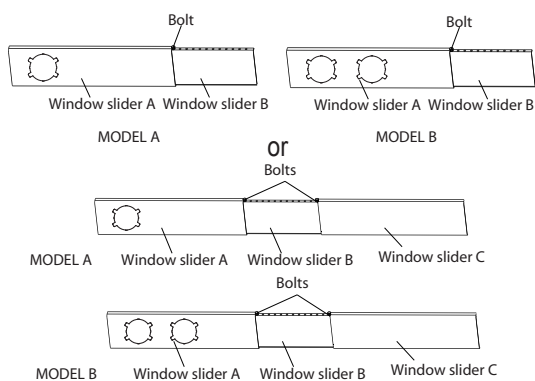 Bolt
Bolt
Window slider A Window slider B
Window slider A Window slider B
MODEL A
MODEL B
or
Bolts
MODEL A Window slider A Window slider B Window slider C
Bolts
MODEL B Window slider A Window slider B Window slider C